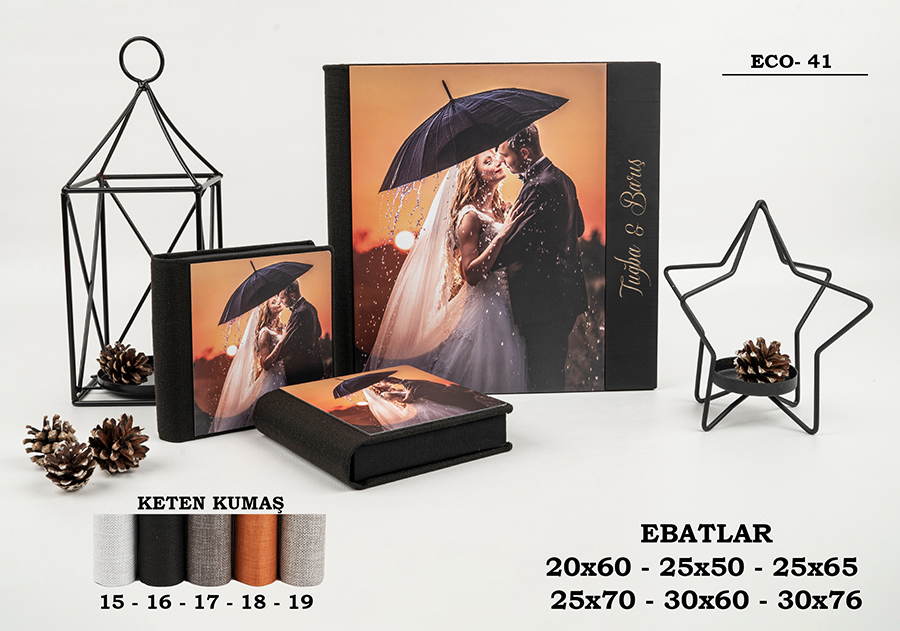 ECO- 41
Tuğba & Barış
KETEN KUMAŞ
15 - 16 - 17 - 18 - 19
EBATLAR
20x60 - 25x50 - 25x65
25x70 - 30x60 - 30x76